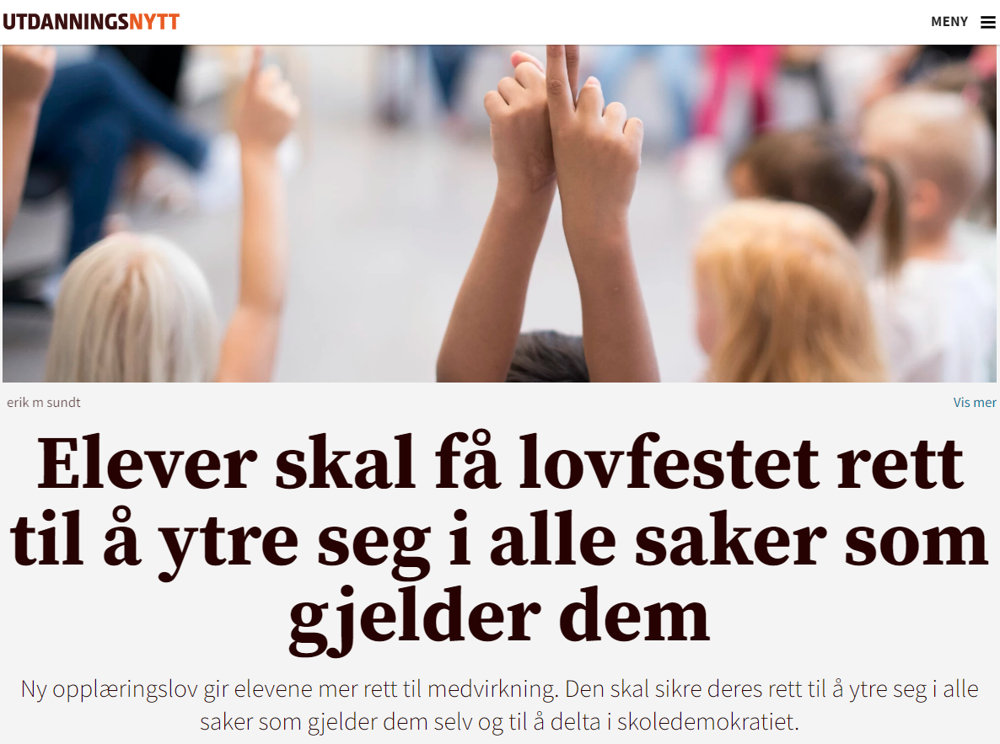 UTDANNINGSNYTT
MENY
erik m sundt
Vis mer
Elever skal få lovfestet rett
til å ytre seg i alle saker som
gjelder dem
Ny opplæringslov gir elevene mer rett til medvirkning. Den skal sikre deres rett til å ytre seg i alle
saker som gjelder dem selv og til å delta i skoledemokratiet.